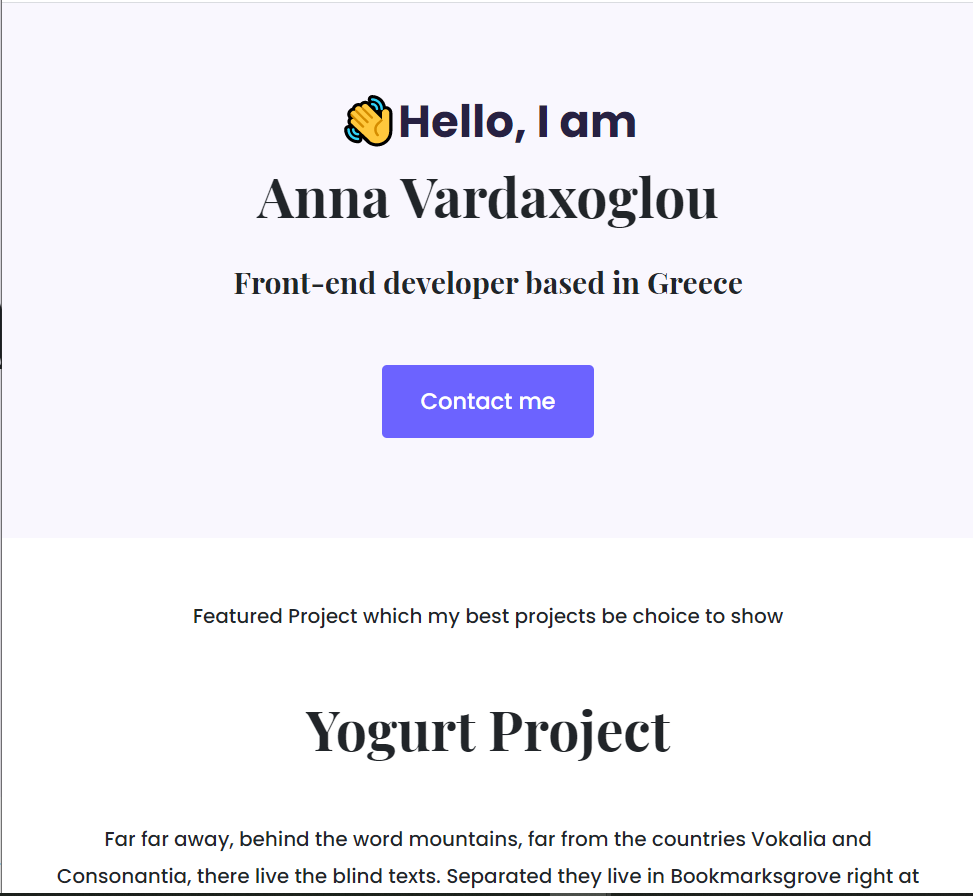 Hello, I am
Anna Vardaxoglou
Front-end developer based in Greece
Contact me
Featured Project which my best projects be choice to show
Yogurt Project
Far far away, behind the word mountains, far from the countries Vokalia and
Consonantia, there live the blind texts. Separated they live in Bookmarksgrove right at